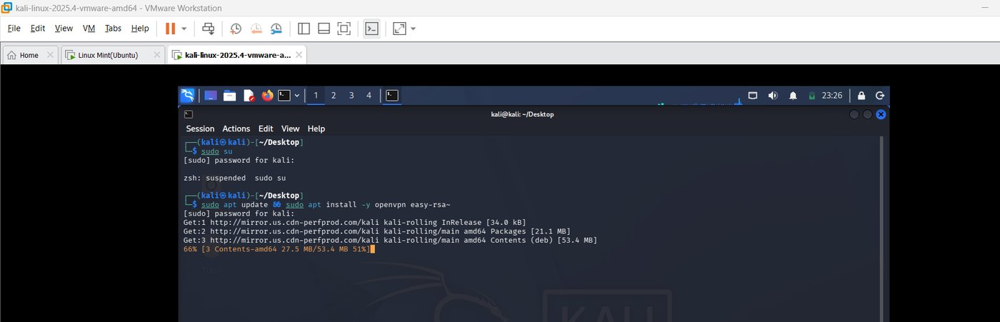 kali-linux-2025.4-vmware-amd64 - VMware Workstation
File Edit View VM Tabs Help
Home
Linux Mint(Ubuntu)
kali-linux-2025.4-vmware-a...
1 2 3 4
23:26
kali@kali: ~/Desktop
Session Actions Edit View Help
┌──(kali㉿kali)-[~/Desktop]
└─$ sudo su
[sudo] password for kali:
zsh: suspended  sudo su
┌──(kali㉿kali)-[~/Desktop]
└─$ sudo apt update && sudo apt install -y openvpn easy-rsa~
[sudo] password for kali:
Get:1 http://mirror.us.cdn-perfprod.com/kali kali-rolling InRelease [34.0 kB]
Get:2 http://mirror.us.cdn-perfprod.com/kali kali-rolling/main amd64 Packages [21.1 MB]
Get:3 http://mirror.us.cdn-perfprod.com/kali kali-rolling/main amd64 Contents (deb) [53.4 MB]
66% [3 Contents-amd64 27.5 MB/53.4 MB 51%]
Trash
KALI